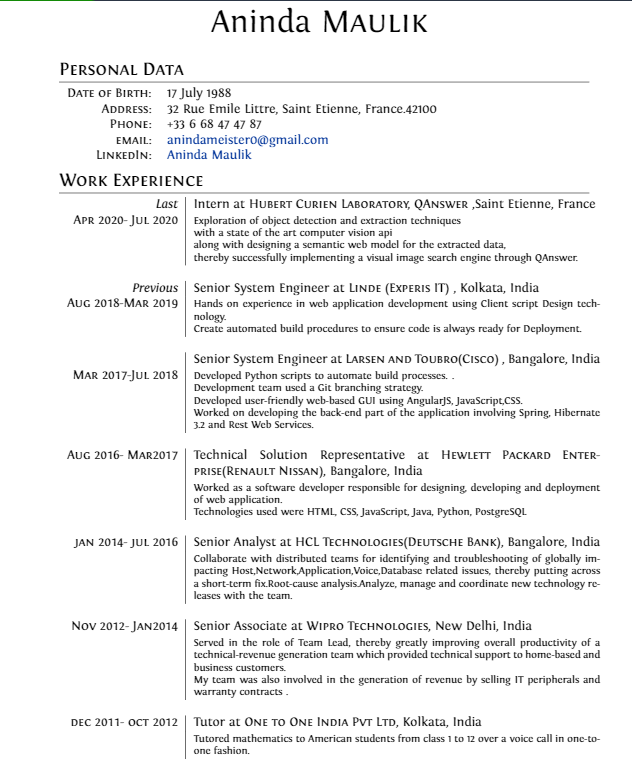 Aninda Maulik
Personal Data
Date of Birth: 17 July 1988
Address: 32 Rue Emile Littre, Saint Etienne, France.42100
Phone: +33 6 68 47 47 87
email: anindameister0@gmail.com
LinkedIn: Aninda Maulik
Work Experience
Last Intern at Hubert Curien Laboratory, QAnswer ,Saint Etienne, France
Apr 2020- Jul 2020 Exploration of object detection and extraction techniques
with a state of the art computer vision api
along with designing a semantic web model for the extracted data,
thereby successfully implementing a visual image search engine through QAnswer.
Previous Senior System Engineer at Linde (Experis IT) , Kolkata, India
Aug 2018-Mar 2019 Hands on experience in web application development using Client script Design tech-
nology.
Create automated build procedures to ensure code is always ready for Deployment.
Senior System Engineer at Larsen and Toubro(Cisco) , Bangalore, India
Mar 2017-Jul 2018 Developed Python scripts to automate build processes. .
Development team used a Git branching strategy.
Developed user-friendly web-based GUI using AngularJS, JavaScript,CSS.
Worked on developing the back-end part of the application involving Spring, Hibernate
3.2 and Rest Web Services.
Aug 2016- Mar2017 Technical Solution Representative at Hewlett Packard Enter-
prise(Renault Nissan), Bangalore, India
Worked as a software developer responsible for designing, developing and deployment
of web application.
Technologies used were HTML, CSS, JavaScript, Java, Python, PostgreSQL
Jan 2014- Jul 2016 Senior Analyst at HCL Technologies(Deutsche Bank), Bangalore, India
Collaborate with distributed teams for identifying and troubleshooting of globally im-
pacting Host,Network,Application,Voice,Database related issues, thereby putting across
a short-term fix.Root-cause analysis.Analyze, manage and coordinate new technology re-
leases with the team.
Nov 2012- Jan2014 Senior Associate at Wipro Technologies, New Delhi, India
Served in the role of Team Lead, thereby greatly improving overall productivity of a
technical-revenue generation team which provided technical support to home-based and
business customers.
My team was also involved in the generation of revenue by selling IT peripherals and
warranty contracts .
dec 2011- oct 2012 Tutor at One to One India Pvt Ltd, Kolkata, India
Tutored mathematics to American students from class 1 to 12 over a voice call in one-to-
one fashion.